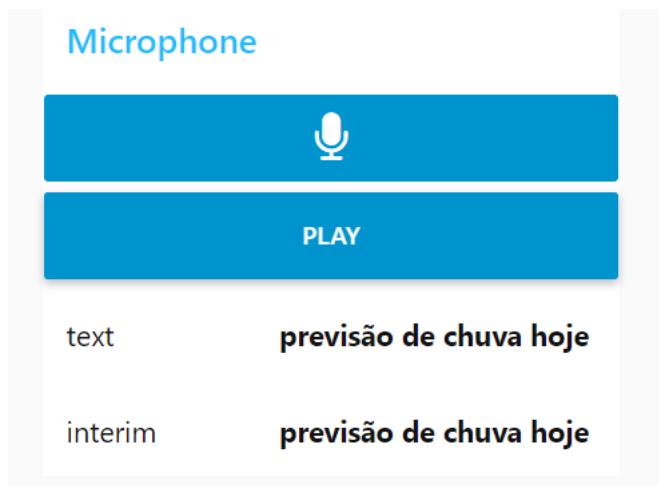 Microphone
PLAY
text previsão de chuva hoje
interim previsão de chuva hoje